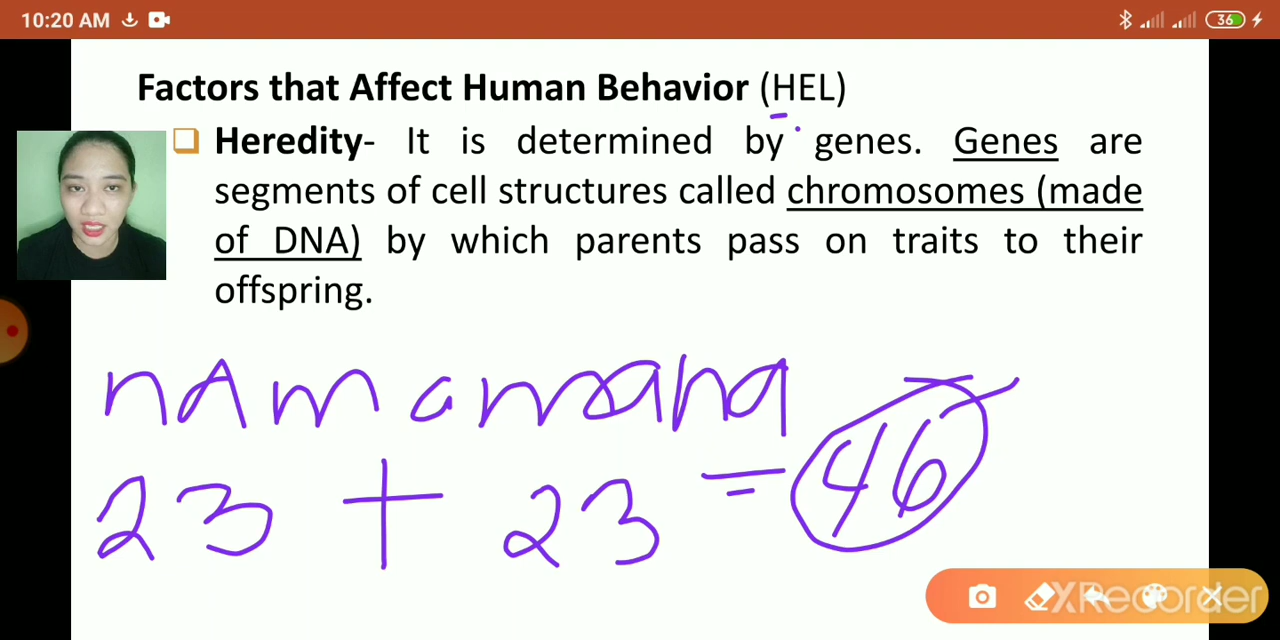 10:20 AM
36
Factors that Affect Human Behavior (HEL)
Heredity- It is determined by genes. Genes are
segments of cell structures called chromosomes (made
of DNA) by which parents pass on traits to their
offspring.
nAmamana
23 + 23 = 46
XRecorder